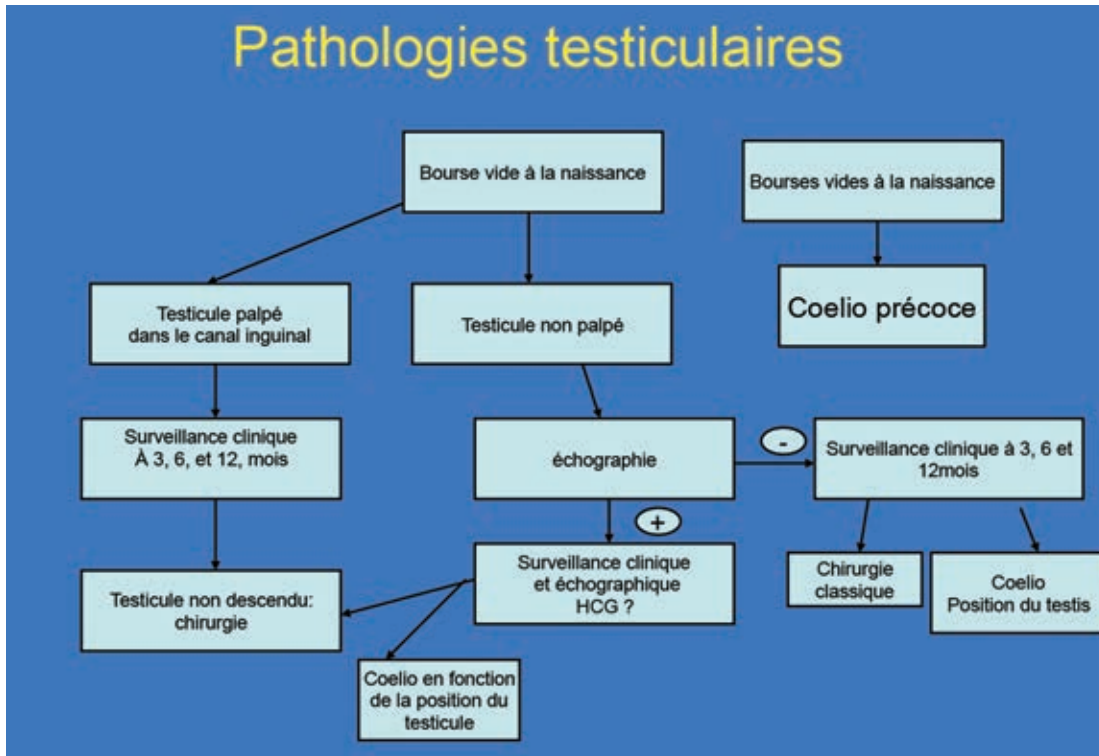 Pathologies testiculaires
Bourse vide à la naissance
Bourses vides à la naissance
Testicule palpé
dans le canal inguinal
Testicule non palpé
Coelio précoce
Surveillance clinique
À 3, 6, et 12, mois
échographie
-
Surveillance clinique à 3, 6 et
12mois
+
Testicule non descendu:
chirurgie
Surveillance clinique
et échographique
HCG ?
Chirurgie
classique
Coelio
Position du testis
Coelio en fonction
de la position du
testicule